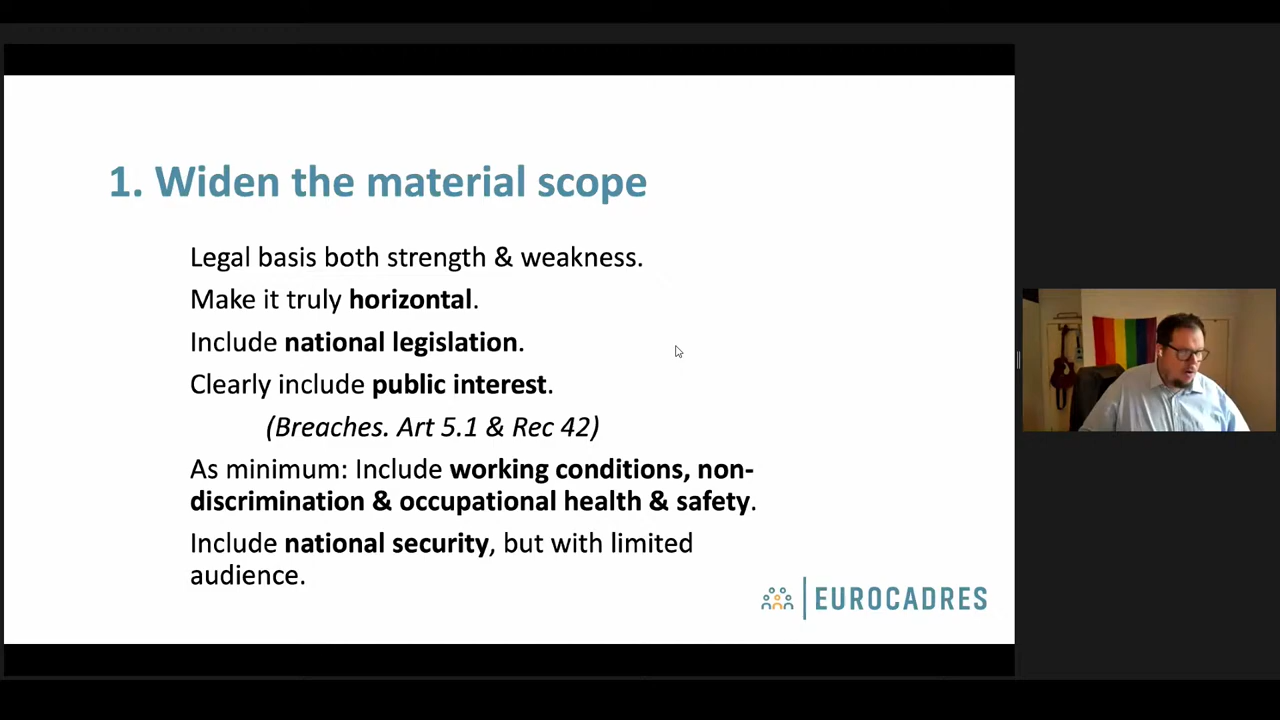 1. Widen the material scope
Legal basis both strength & weakness.
Make it truly horizontal.
Include national legislation.
Clearly include public interest.
(Breaches. Art 5.1 & Rec 42)
As minimum: Include working conditions, non-
discrimination & occupational health & safety.
Include national security, but with limited
audience.
EUROCADRES